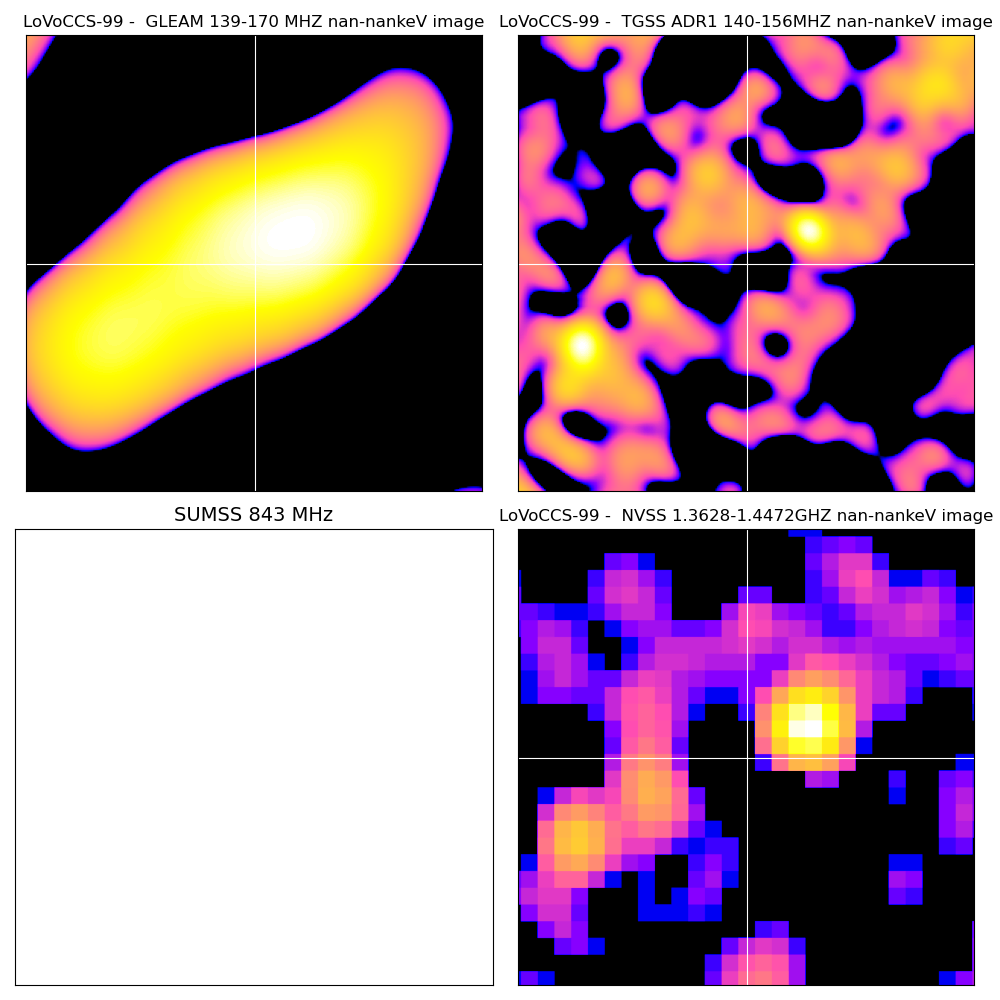 LoVoCCS-99 - GLEAM 139-170 MHZ nan-nankeV image
LoVoCCS-99 - TGSS ADR1 140-156MHZ nan-nankeV image
SUMSS 843 MHz
LoVoCCS-99 - NVSS 1.3628-1.4472GHZ nan-nankeV image